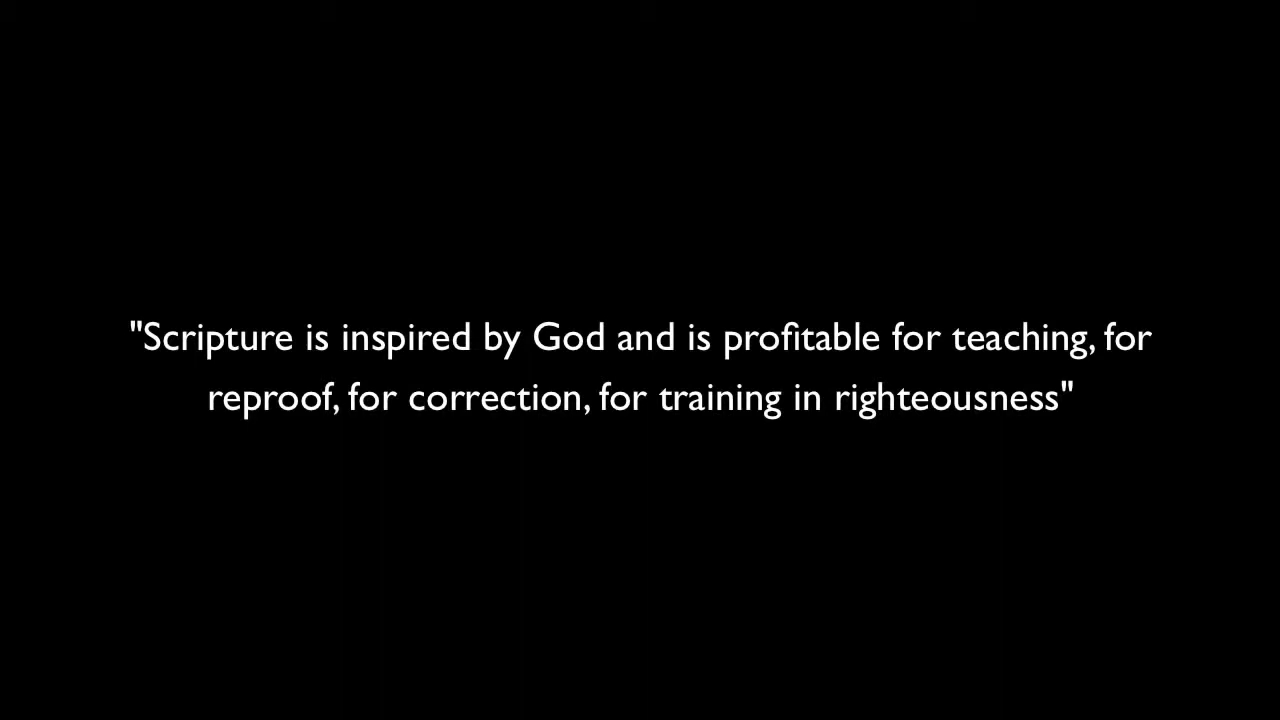 "Scripture is inspired by God and is profitable for teaching, for
reproof, for correction, for training in righteousness"